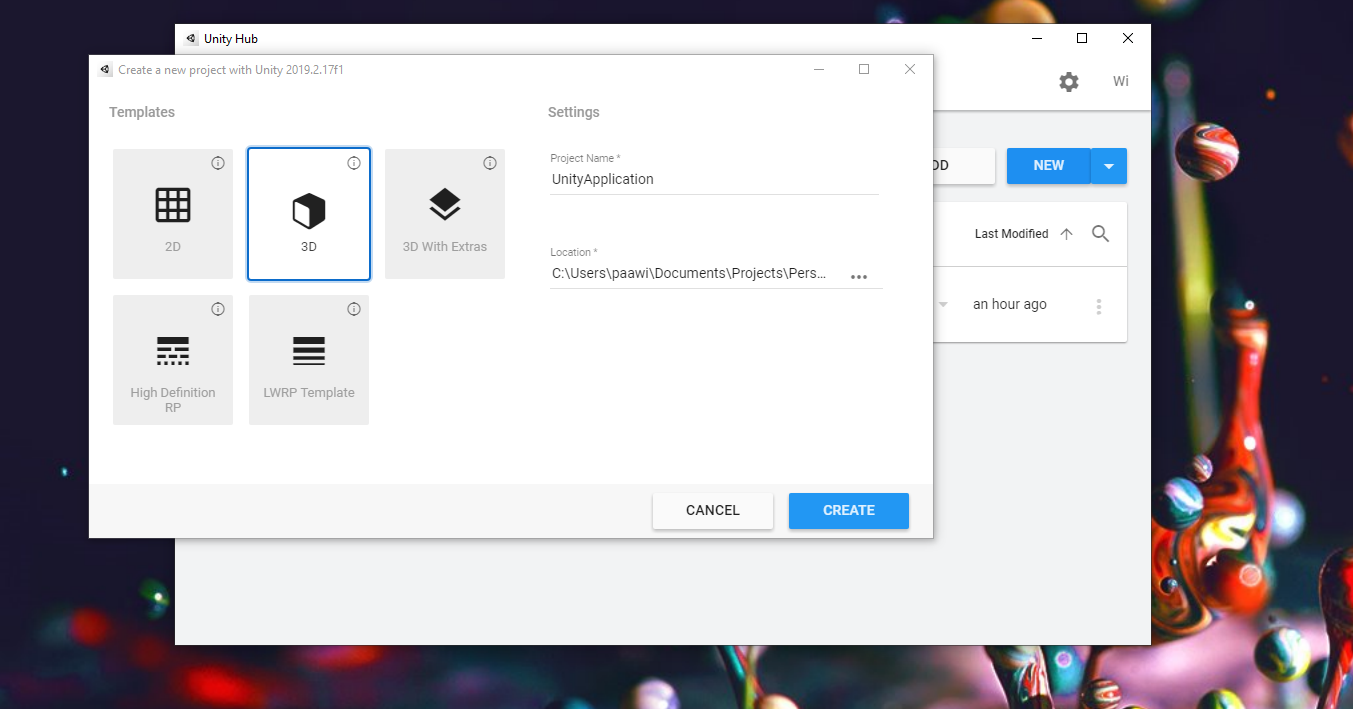 Unity Hub
Create a new project with Unity 2019.2.17f1
Wi
Templates
Settings
2D
3D
3D With Extras
High Definition
RP
LWRP Template
Project Name *
UnityApplication
Location *
C:\Users\paawi\Documents\Projects\Pers...
CANCEL
CREATE
DD
NEW
Last Modified
an hour ago